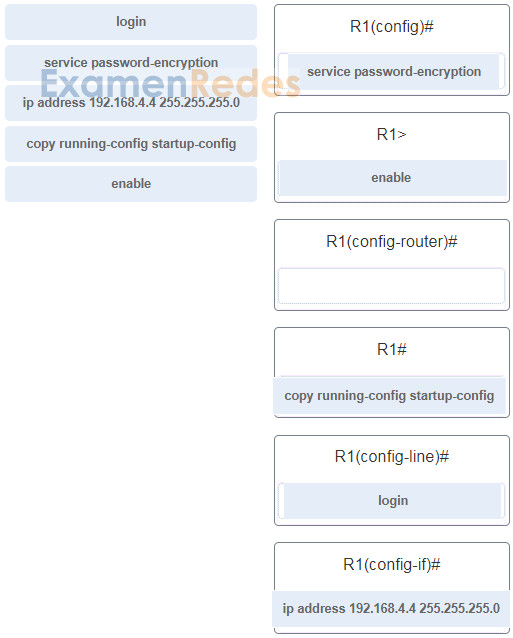 login
service password-encryption
ExamenRedes
ip address 192.168.4.4 255.255.255.0
copy running-config startup-config
enable
R1(config)#
service password-encryption
R1>
enable
R1(config-router)#
R1#
copy running-config startup-config
R1(config-line)#
login
R1(config-if)#
ip address 192.168.4.4 255.255.255.0